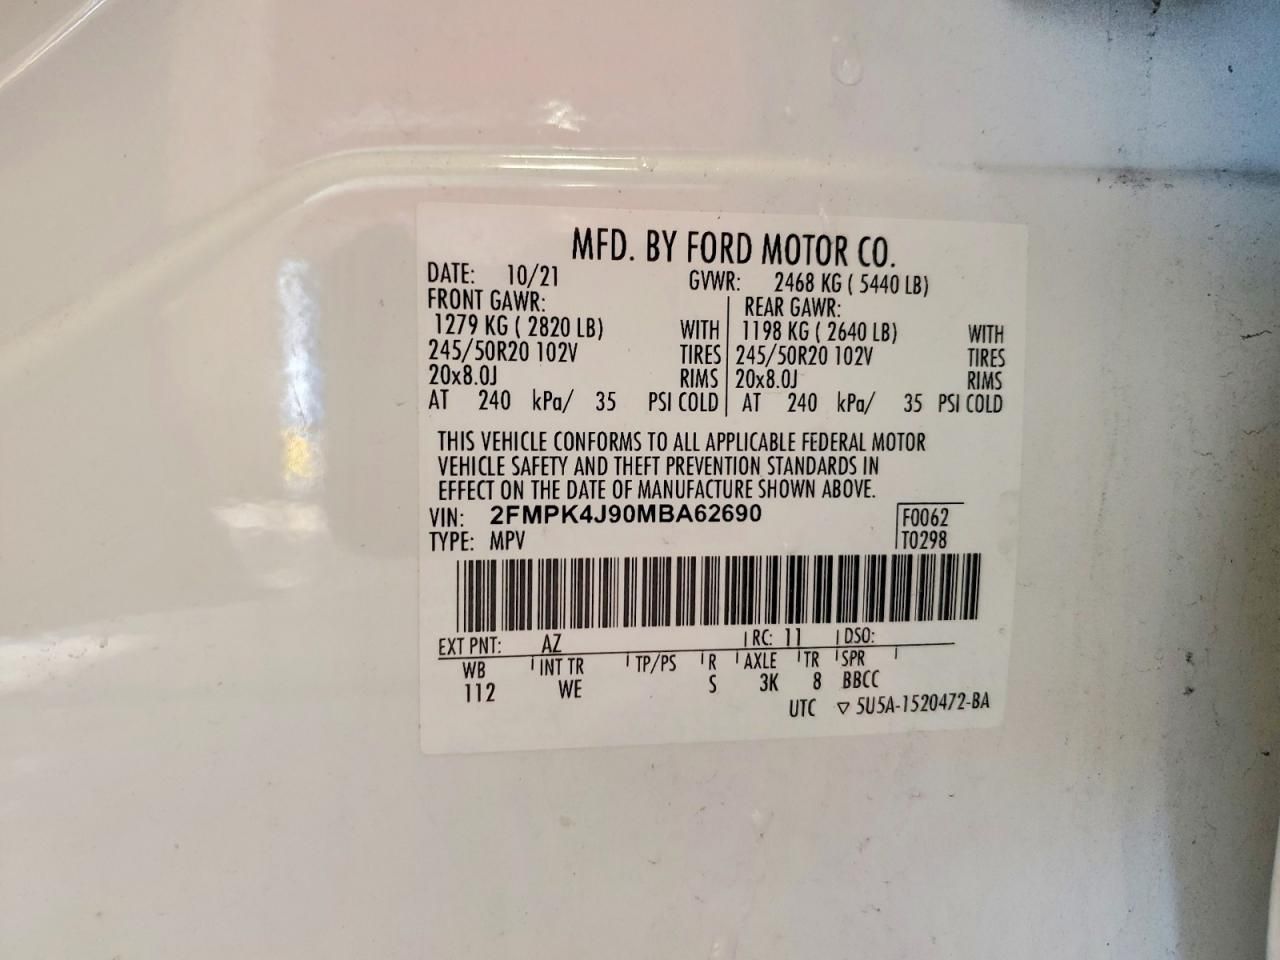 MFD. BY FORD MOTOR CO.
DATE: 10/21 GVWR: 2468 KG ( 5440 LB)
FRONT GAWR: REAR GAWR:
1279 KG ( 2820 LB) WITH 1198 KG ( 2640 LB) WITH
245/50R20 102V TIRES 245/50R20 102V TIRES
20x8.0J RIMS 20x8.0J RIMS
AT 240 kPa/ 35 PSI COLD AT 240 kPa/ 35 PSI COLD
THIS VEHICLE CONFORMS TO ALL APPLICABLE FEDERAL MOTOR
VEHICLE SAFETY AND THEFT PREVENTION STANDARDS IN
EFFECT ON THE DATE OF MANUFACTURE SHOWN ABOVE.
VIN: 2FMPK4J90MBA62690 F0062
TYPE: MPV T0298
EXT PNT: AZ RC: 11 DSO:
WB INT TR TP/PS R AXLE TR SPR
112 WE S 3K 8 BBCC
UTC ▽ 5U5A-1520472-BA